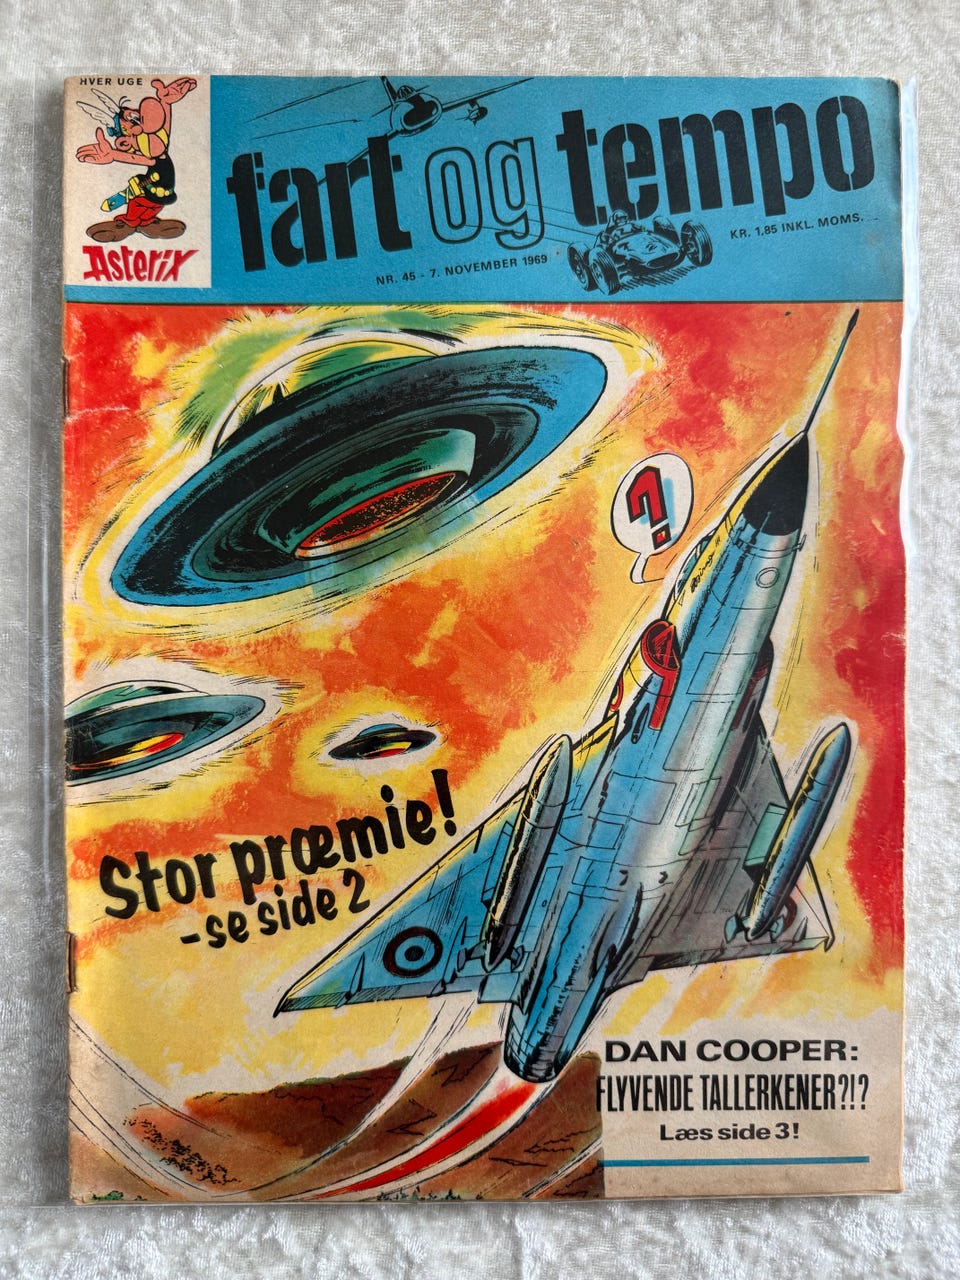 HVER UGE
Asterix
fart og tempo
NR. 45 - 7. NOVEMBER 1969
KR. 1,85 INKL. MOMS.
?
Stor præmie!
- se side 2
DAN COOPER:
FLYVENDE TALLERKENER?!?
Læs side 3!